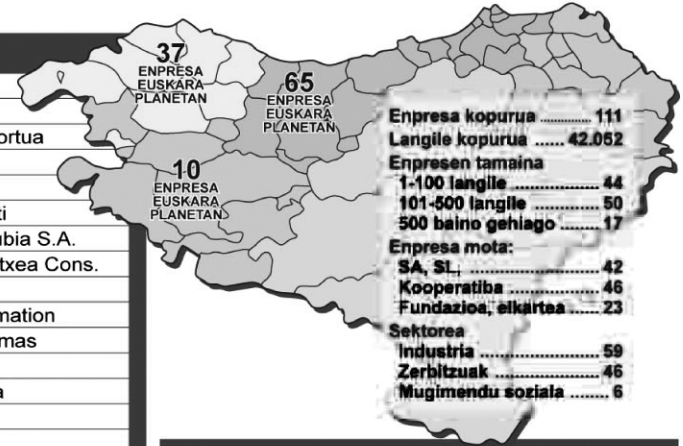 ortua
ti
ubia S.A.
txea Cons.
mation
mas
a
37
ENPRESA
EUSKARA
PLANETAN
65
ENPRESA
EUSKARA
PLANETAN
10
ENPRESA
EUSKARA
PLANETAN
Enpresa kopurua .......... 111
Langile kopurua ...... 42.052
Enpresen tamaina
1-100 langile ................ 44
101-500 langile ............ 50
500 baino gehiago ....... 17
Enpresa mota:
SA, SL, ........................ 42
Kooperatiba ................. 46
Fundazioa, elkartea ...... 23
Sektorea
Industria ...................... 59
Zerbitzuak ................... 46
Mugimendu soziala ........ 6